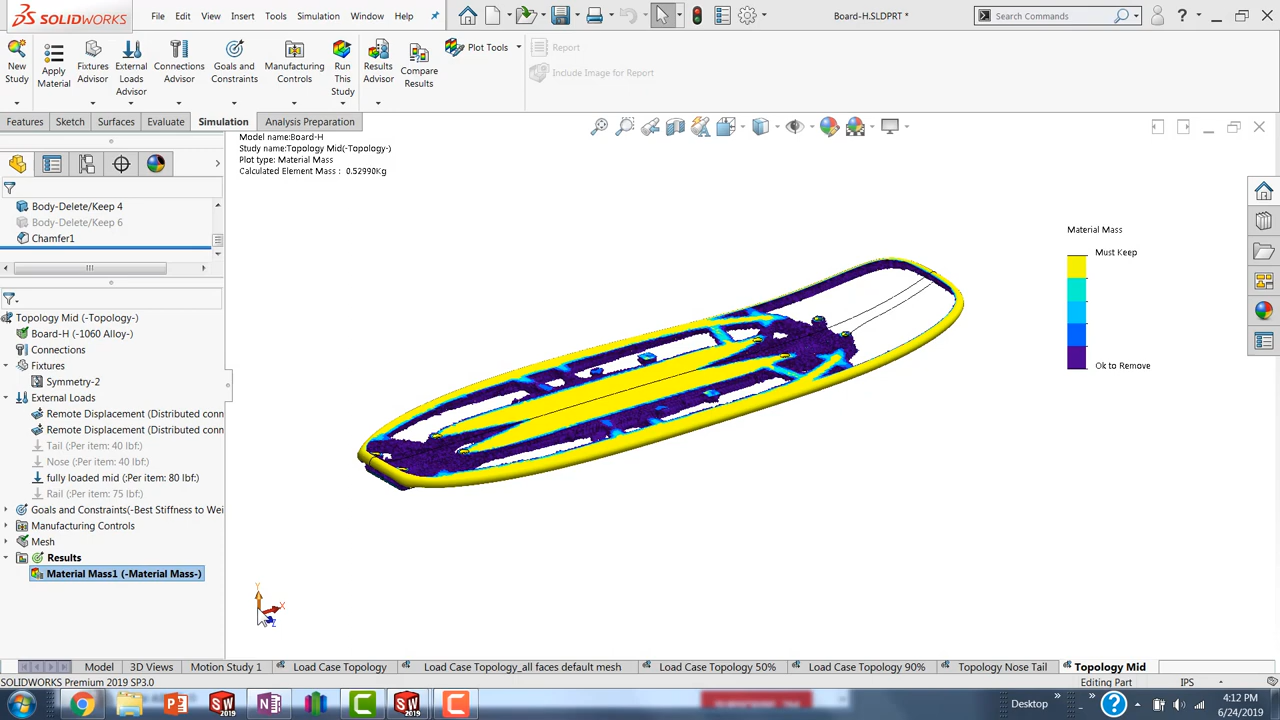 SOLIDWORKS File Edit View Insert Tools Simulation Window Help Board-H.SLDPRT * Search Commands ?
New Study
Apply Material
Fixtures Advisor
External Loads Advisor
Connections Advisor
Goals and Constraints
Manufacturing Controls
Run This Study
Results Advisor
Compare Results
Plot Tools
Report
Include Image for Report
Features Sketch Surfaces Evaluate Simulation Analysis Preparation
Model name:Board-H
Study name:Topology Mid(-Topology-)
Plot type: Material Mass
Calculated Element Mass : 0.52990Kg
Body-Delete/Keep 4
Body-Delete/Keep 6
Chamfer1
Material Mass
Must Keep
Ok to Remove
Topology Mid (-Topology-)
Board-H (-1060 Alloy-)
Connections
Fixtures
Symmetry-2
External Loads
Remote Displacement (Distributed conn
Remote Displacement (Distributed conn
Tail (:Per item: 40 lbf:)
Nose (:Per item: 40 lbf:)
fully loaded mid (:Per item: 80 lbf:)
Rail (:Per item: 75 lbf:)
Goals and Constraints(-Best Stiffness to Wei
Manufacturing Controls
Mesh
Results
Material Mass1 (-Material Mass-)
Y
X
Z
Model 3D Views Motion Study 1 Load Case Topology Load Case Topology_all faces default mesh Load Case Topology 50% Load Case Topology 90% Topology Nose Tail Topology Mid
SOLIDWORKS Premium 2019 SP3.0 Editing Part IPS
SW 2019 SW 2019 Desktop 4:12 PM
6/24/2019